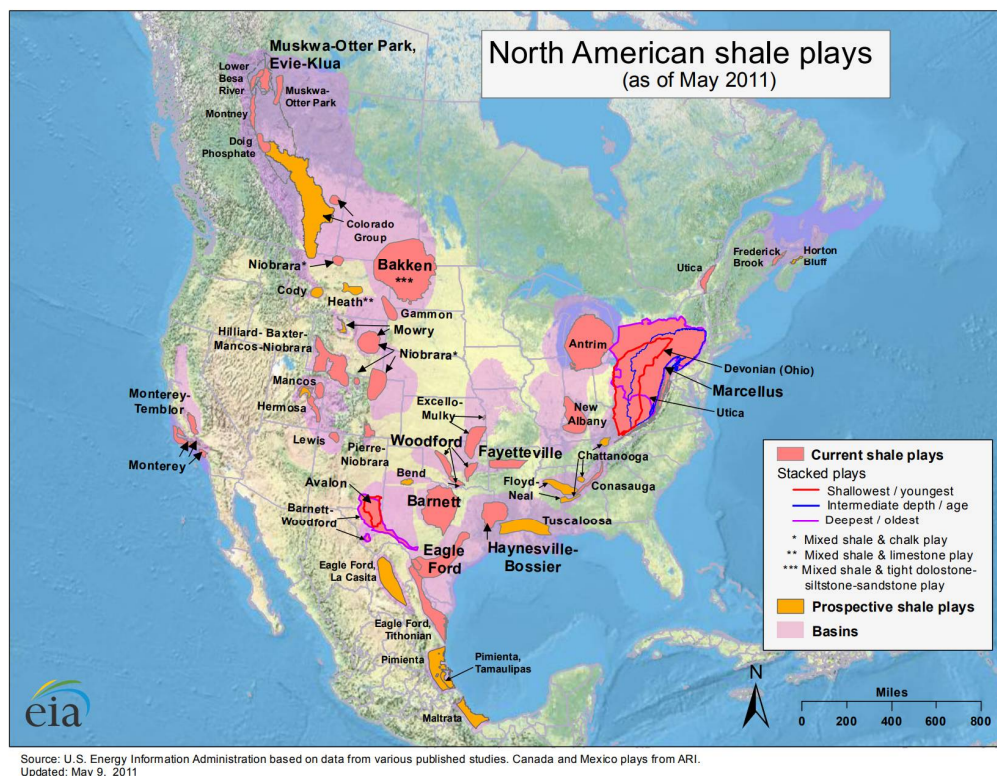 North American shale plays
(as of May 2011)
Muskwa-Otter Park,
Evie-Klua
Lower
Besa
River
Muskwa-
Otter Park
Montney
Doig
Phosphate
Colorado
Group
Niobrara*
Bakken
***
Cody
Heath**
Gammon
Mowry
Hilliard- Baxter-
Mancos-Niobrara
Niobrara*
Mancos
Hermosa
Monterey-
Temblor
Monterey
Lewis
Pierre-
Niobrara
Excello-
Mulky
Woodford
Bend
Fayetteville
Avalon
Barnett-
Woodford
Barnett
Eagle
Ford
Haynesville-
Bossier
Tuscaloosa
Floyd-
Neal
Conasauga
Chattanooga
New
Albany
Antrim
Devonian (Ohio)
Marcellus
Utica
Utica
Frederick
Brook
Horton
Bluff
Eagle Ford,
La Casita
Eagle Ford,
Tithonian
Pimienta
Pimienta,
Tamaulipas
Maltrata
Current shale plays
Stacked plays
Shallowest / youngest
Intermediate depth / age
Deepest / oldest
* Mixed shale & chalk play
** Mixed shale & limestone play
*** Mixed shale & tight dolostone-
siltstone-sandstone play
Prospective shale plays
Basins
N
Miles
0 200 400 600 800
eia
Source: U.S. Energy Information Administration based on data from various published studies. Canada and Mexico plays from ARI.
Updated: May 9, 2011